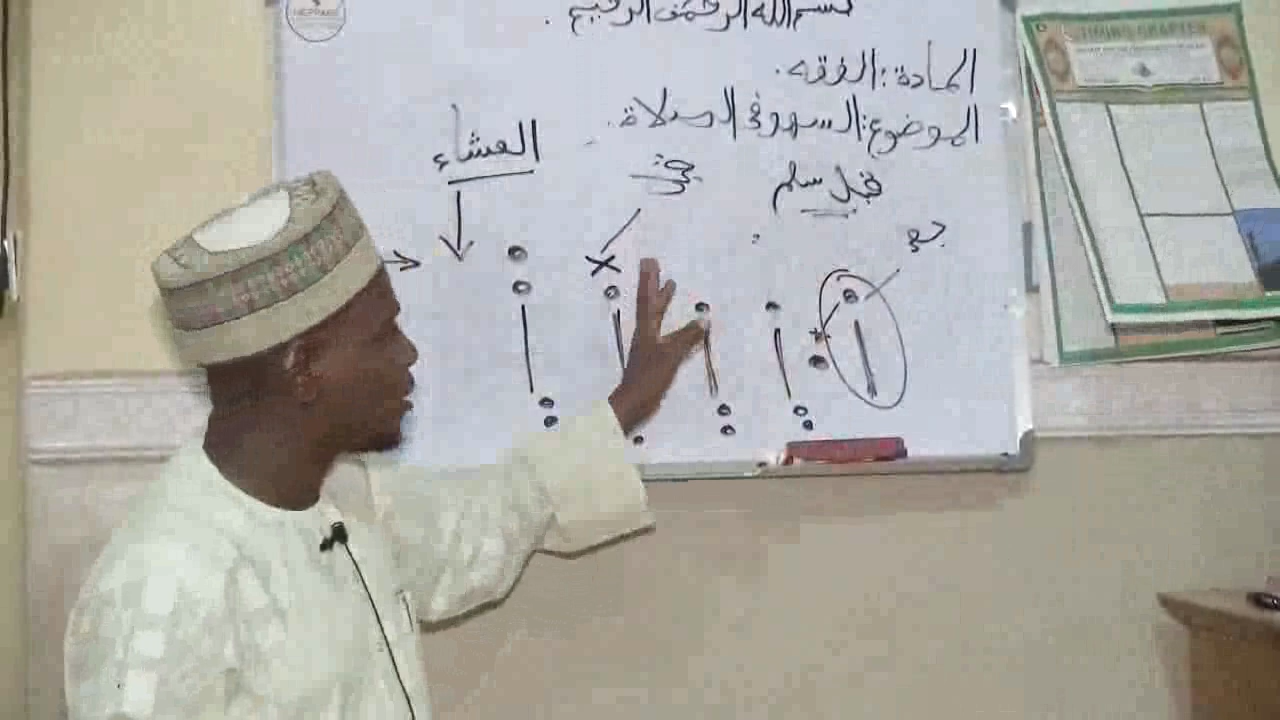 بسم الله الرحمن الرحيم .
المادة : الفقه .
الموضوع : السهو في الصلاة .
العشاء
قبل سلم